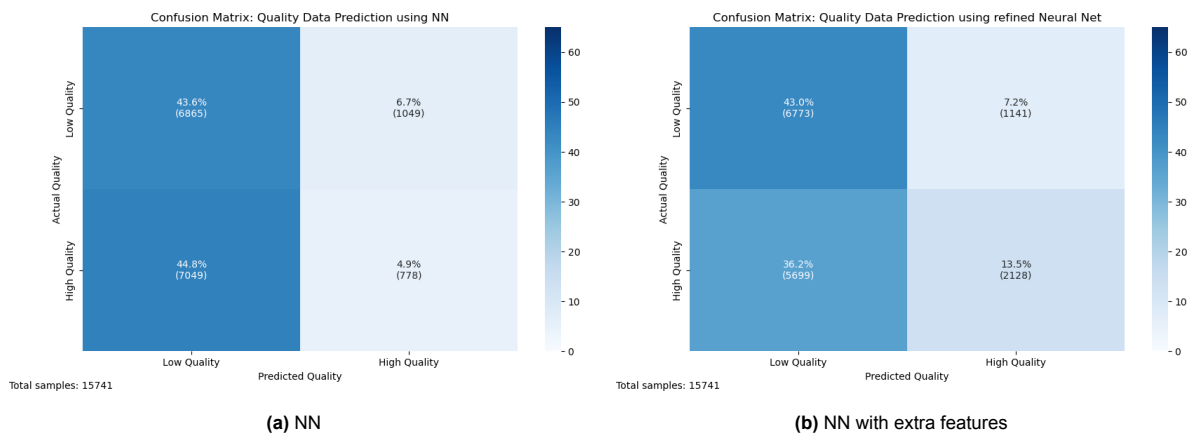 Confusion Matrix: Quality Data Prediction using NN
Low Quality
High Quality
Actual Quality
43.6%
(6865)
6.7%
(1049)
44.8%
(7049)
4.9%
(778)
60
50
40
30
20
10
0
Low Quality
High Quality
Predicted Quality
Total samples: 15741
(a) NN
Confusion Matrix: Quality Data Prediction using refined Neural Net
Low Quality
High Quality
Actual Quality
43.0%
(6773)
7.2%
(1141)
36.2%
(5699)
13.5%
(2128)
60
50
40
30
20
10
0
Low Quality
High Quality
Predicted Quality
Total samples: 15741
(b) NN with extra features